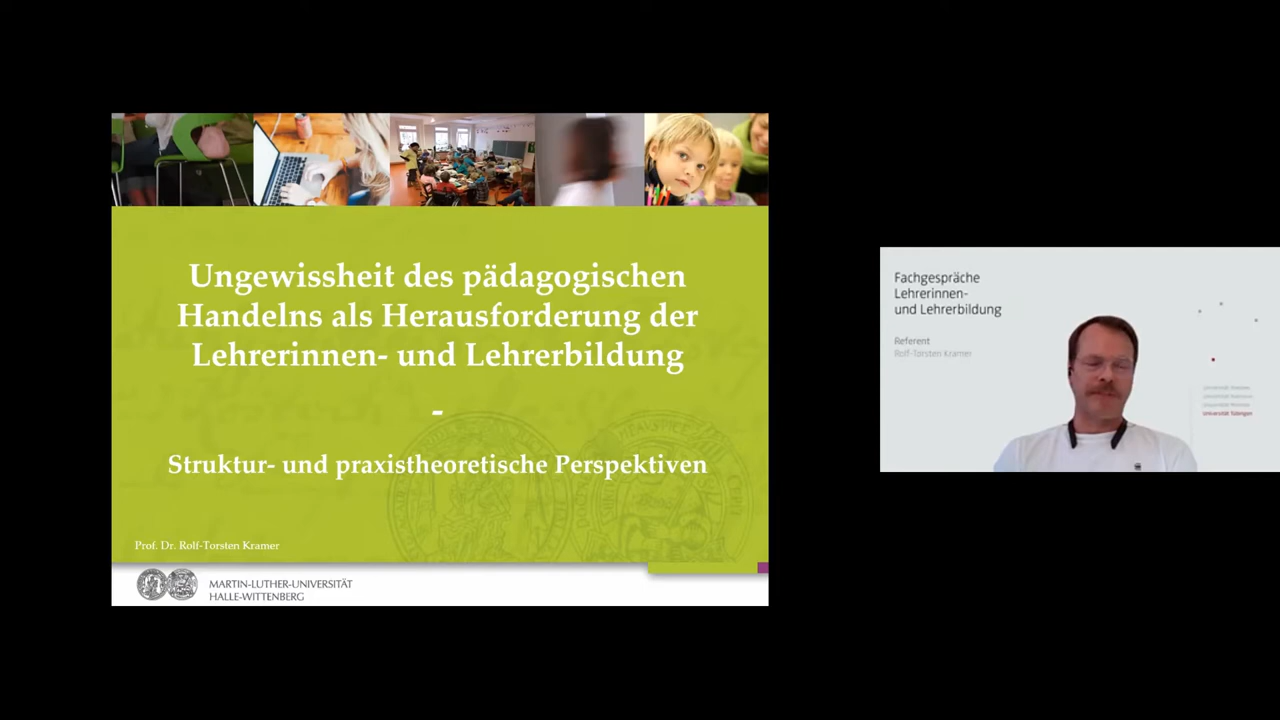 Ungewissheit des pädagogischen
Handelns als Herausforderung der
Lehrerinnen- und Lehrerbildung
-
Struktur- und praxistheoretische Perspektiven
Prof. Dr. Rolf-Torsten Kramer
MARTIN-LUTHER-UNIVERSITÄT
HALLE-WITTENBERG
Fachgespräche
Lehrerinnen-
und Lehrerbildung
Referent
Rolf-Torsten Kramer
Universität Tübingen